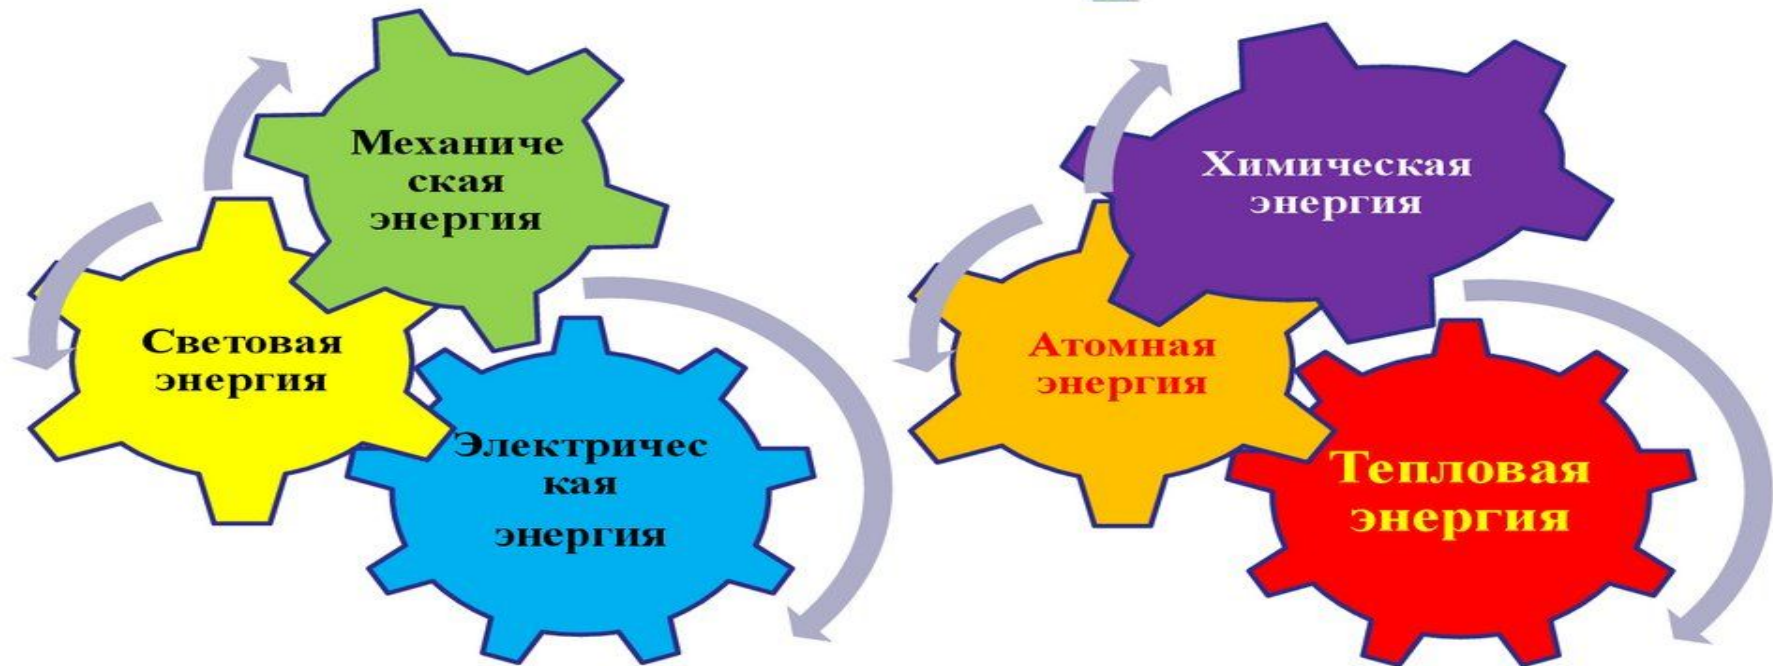 Механиче
ская
энергия
Световая
энергия
Электричес
кая
энергия
Химическая
энергия
Атомная
энергия
Тепловая
энергия